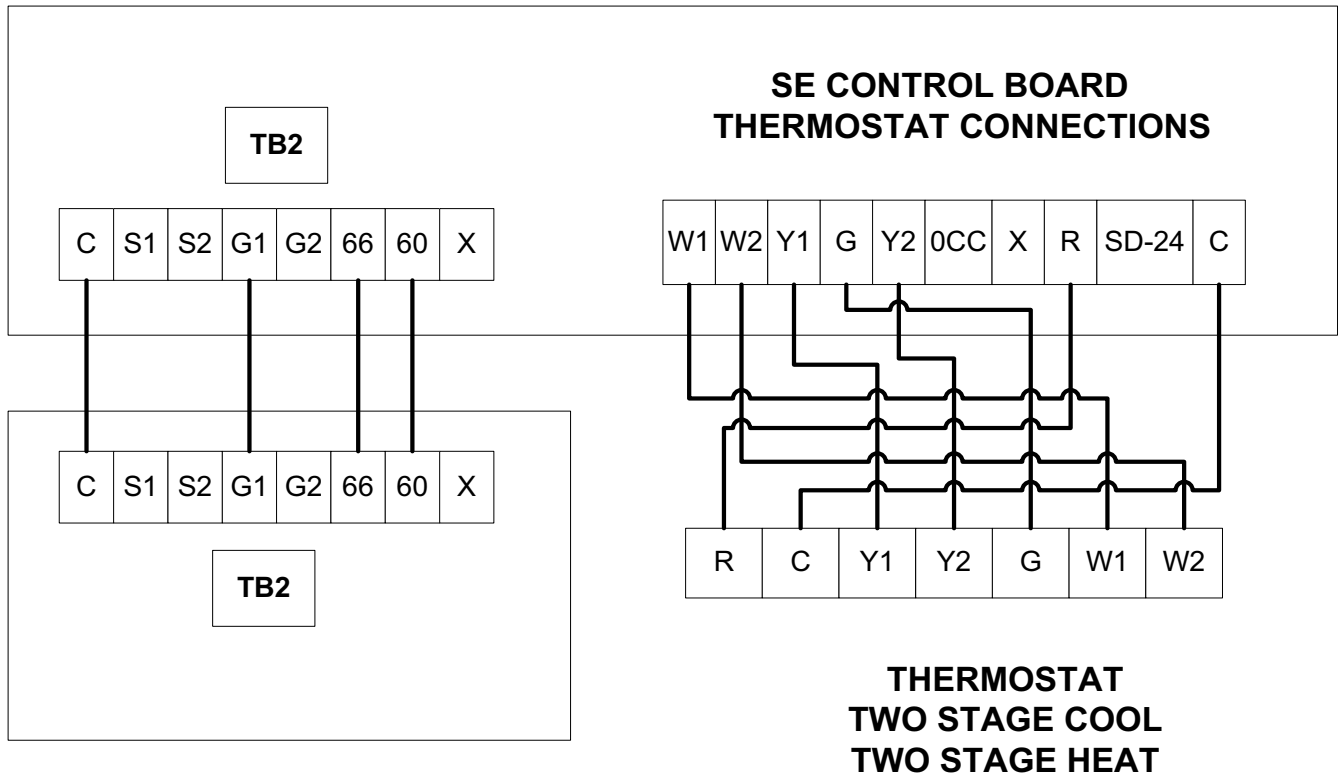 SE CONTROL BOARD
THERMOSTAT CONNECTIONS
TB2
C S1 S2 G1 G2 66 60 X
W1 W2 Y1 G Y2 0CC X R SD-24 C
C S1 S2 G1 G2 66 60 X
TB2
R C Y1 Y2 G W1 W2
THERMOSTAT
TWO STAGE COOL
TWO STAGE HEAT